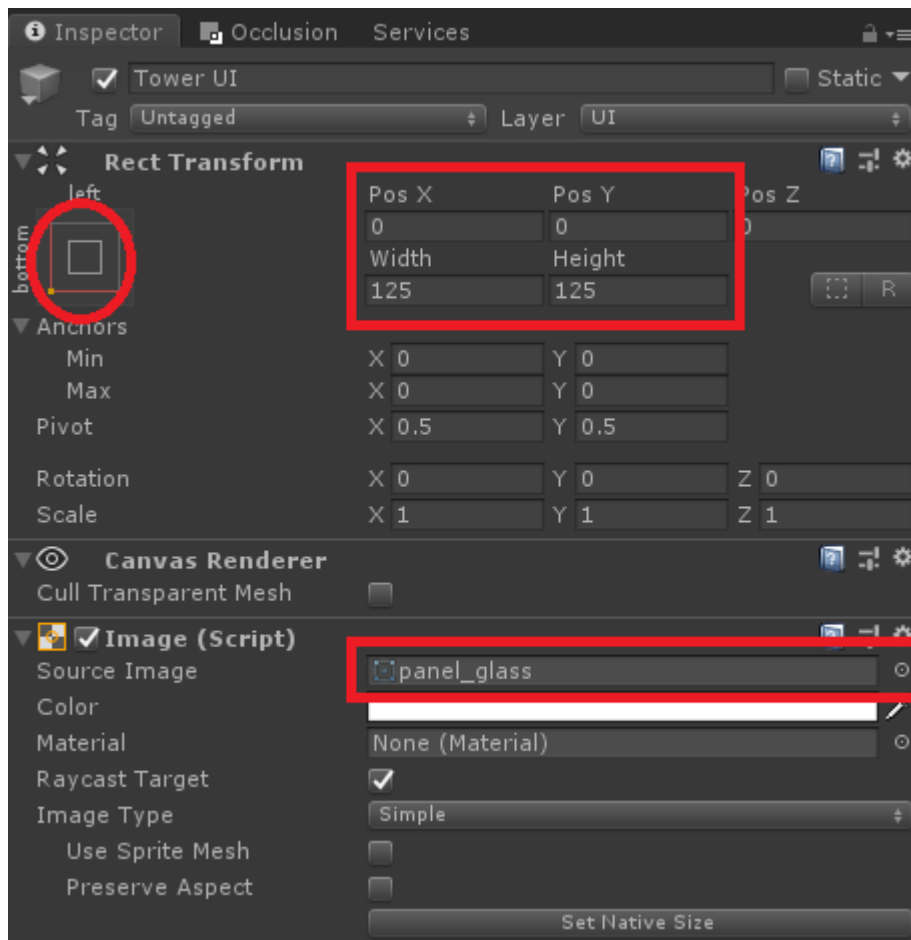 Inspector Occlusion Services
Tower UI Static
Tag Untagged Layer UI
Rect Transform
left
Pos X Pos Y Pos Z
bottom
0 0 0
Width Height
125 125 R
Anchors
Min X 0 Y 0
Max X 0 Y 0
Pivot X 0.5 Y 0.5
Rotation X 0 Y 0 Z 0
Scale X 1 Y 1 Z 1
Canvas Renderer
Cull Transparent Mesh
Image (Script)
Source Image panel_glass
Color
Material None (Material)
Raycast Target
Image Type Simple
Use Sprite Mesh
Preserve Aspect
Set Native Size